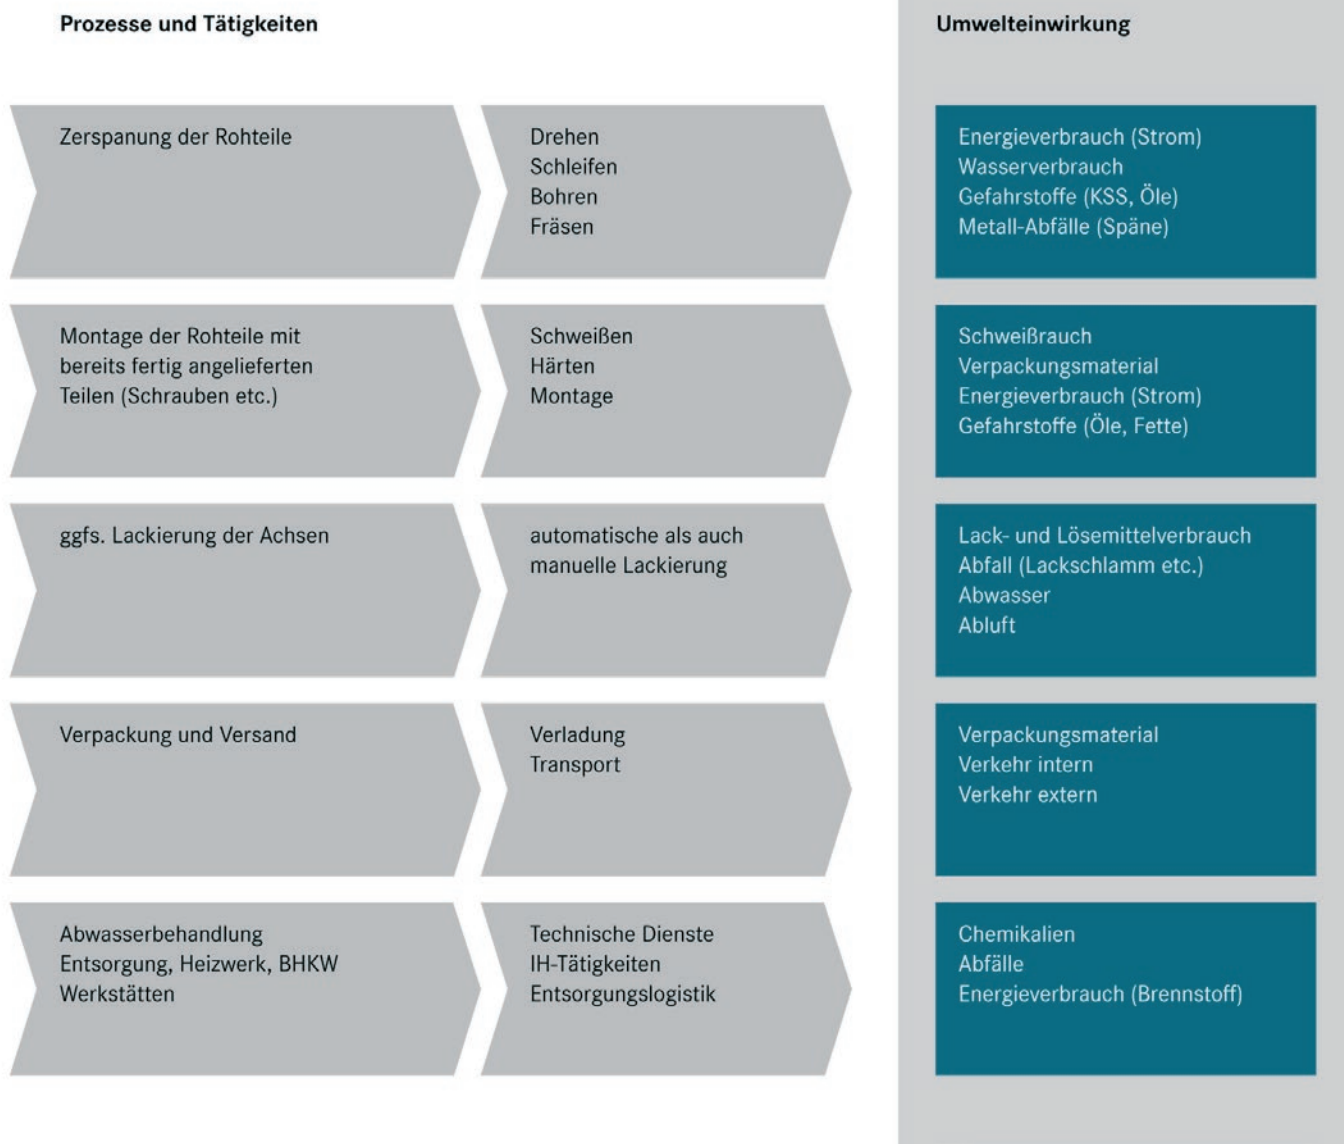 Prozesse und Tätigkeiten
Umwelteinwirkung
Zerspanung der Rohteile
Drehen
Schleifen
Bohren
Fräsen
Energieverbrauch (Strom)
Wasserverbrauch
Gefahrstoffe (KSS, Öle)
Metall-Abfälle (Späne)
Montage der Rohteile mit
bereits fertig angelieferten
Teilen (Schrauben etc.)
Schweißen
Härten
Montage
Schweißrauch
Verpackungsmaterial
Energieverbrauch (Strom)
Gefahrstoffe (Öle, Fette)
ggfs. Lackierung der Achsen
automatische als auch
manuelle Lackierung
Lack- und Lösemittelverbrauch
Abfall (Lackschlamm etc.)
Abwasser
Abluft
Verpackung und Versand
Verladung
Transport
Verpackungsmaterial
Verkehr intern
Verkehr extern
Abwasserbehandlung
Entsorgung, Heizwerk, BHKW
Werkstätten
Technische Dienste
IH-Tätigkeiten
Entsorgungslogistik
Chemikalien
Abfälle
Energieverbrauch (Brennstoff)